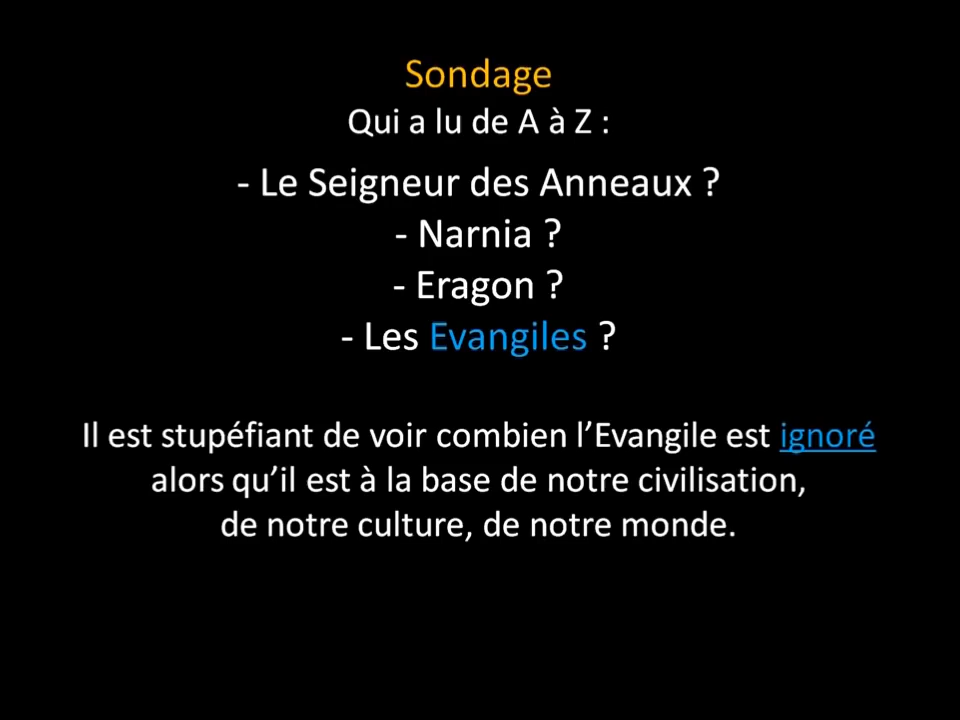 Sondage
Qui a lu de A à Z :
- Le Seigneur des Anneaux ?
- Narnia ?
- Eragon ?
- Les Evangiles ?
Il est stupéfiant de voir combien l’Evangile est ignoré
alors qu’il est à la base de notre civilisation,
de notre culture, de notre monde.